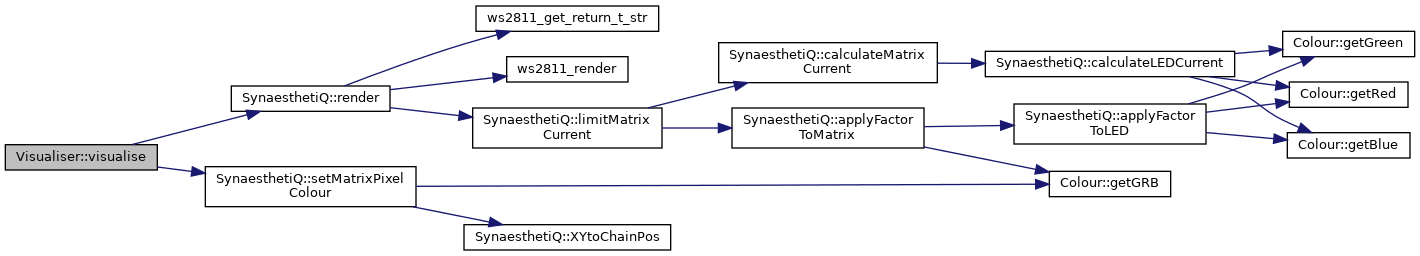 ws2811_get_return_t_str
SynaesthetiQ::calculateMatrix
Current
Colour::getGreen
SynaesthetiQ::calculateLEDCurrent
ws2811_render
SynaesthetiQ::render
Colour::getRed
SynaesthetiQ::limitMatrix
Current
SynaesthetiQ::applyFactor
ToMatrix
SynaesthetiQ::applyFactor
ToLED
Colour::getBlue
Visualiser::visualise
SynaesthetiQ::setMatrixPixel
Colour
Colour::getGRB
SynaesthetiQ::XYtoChainPos